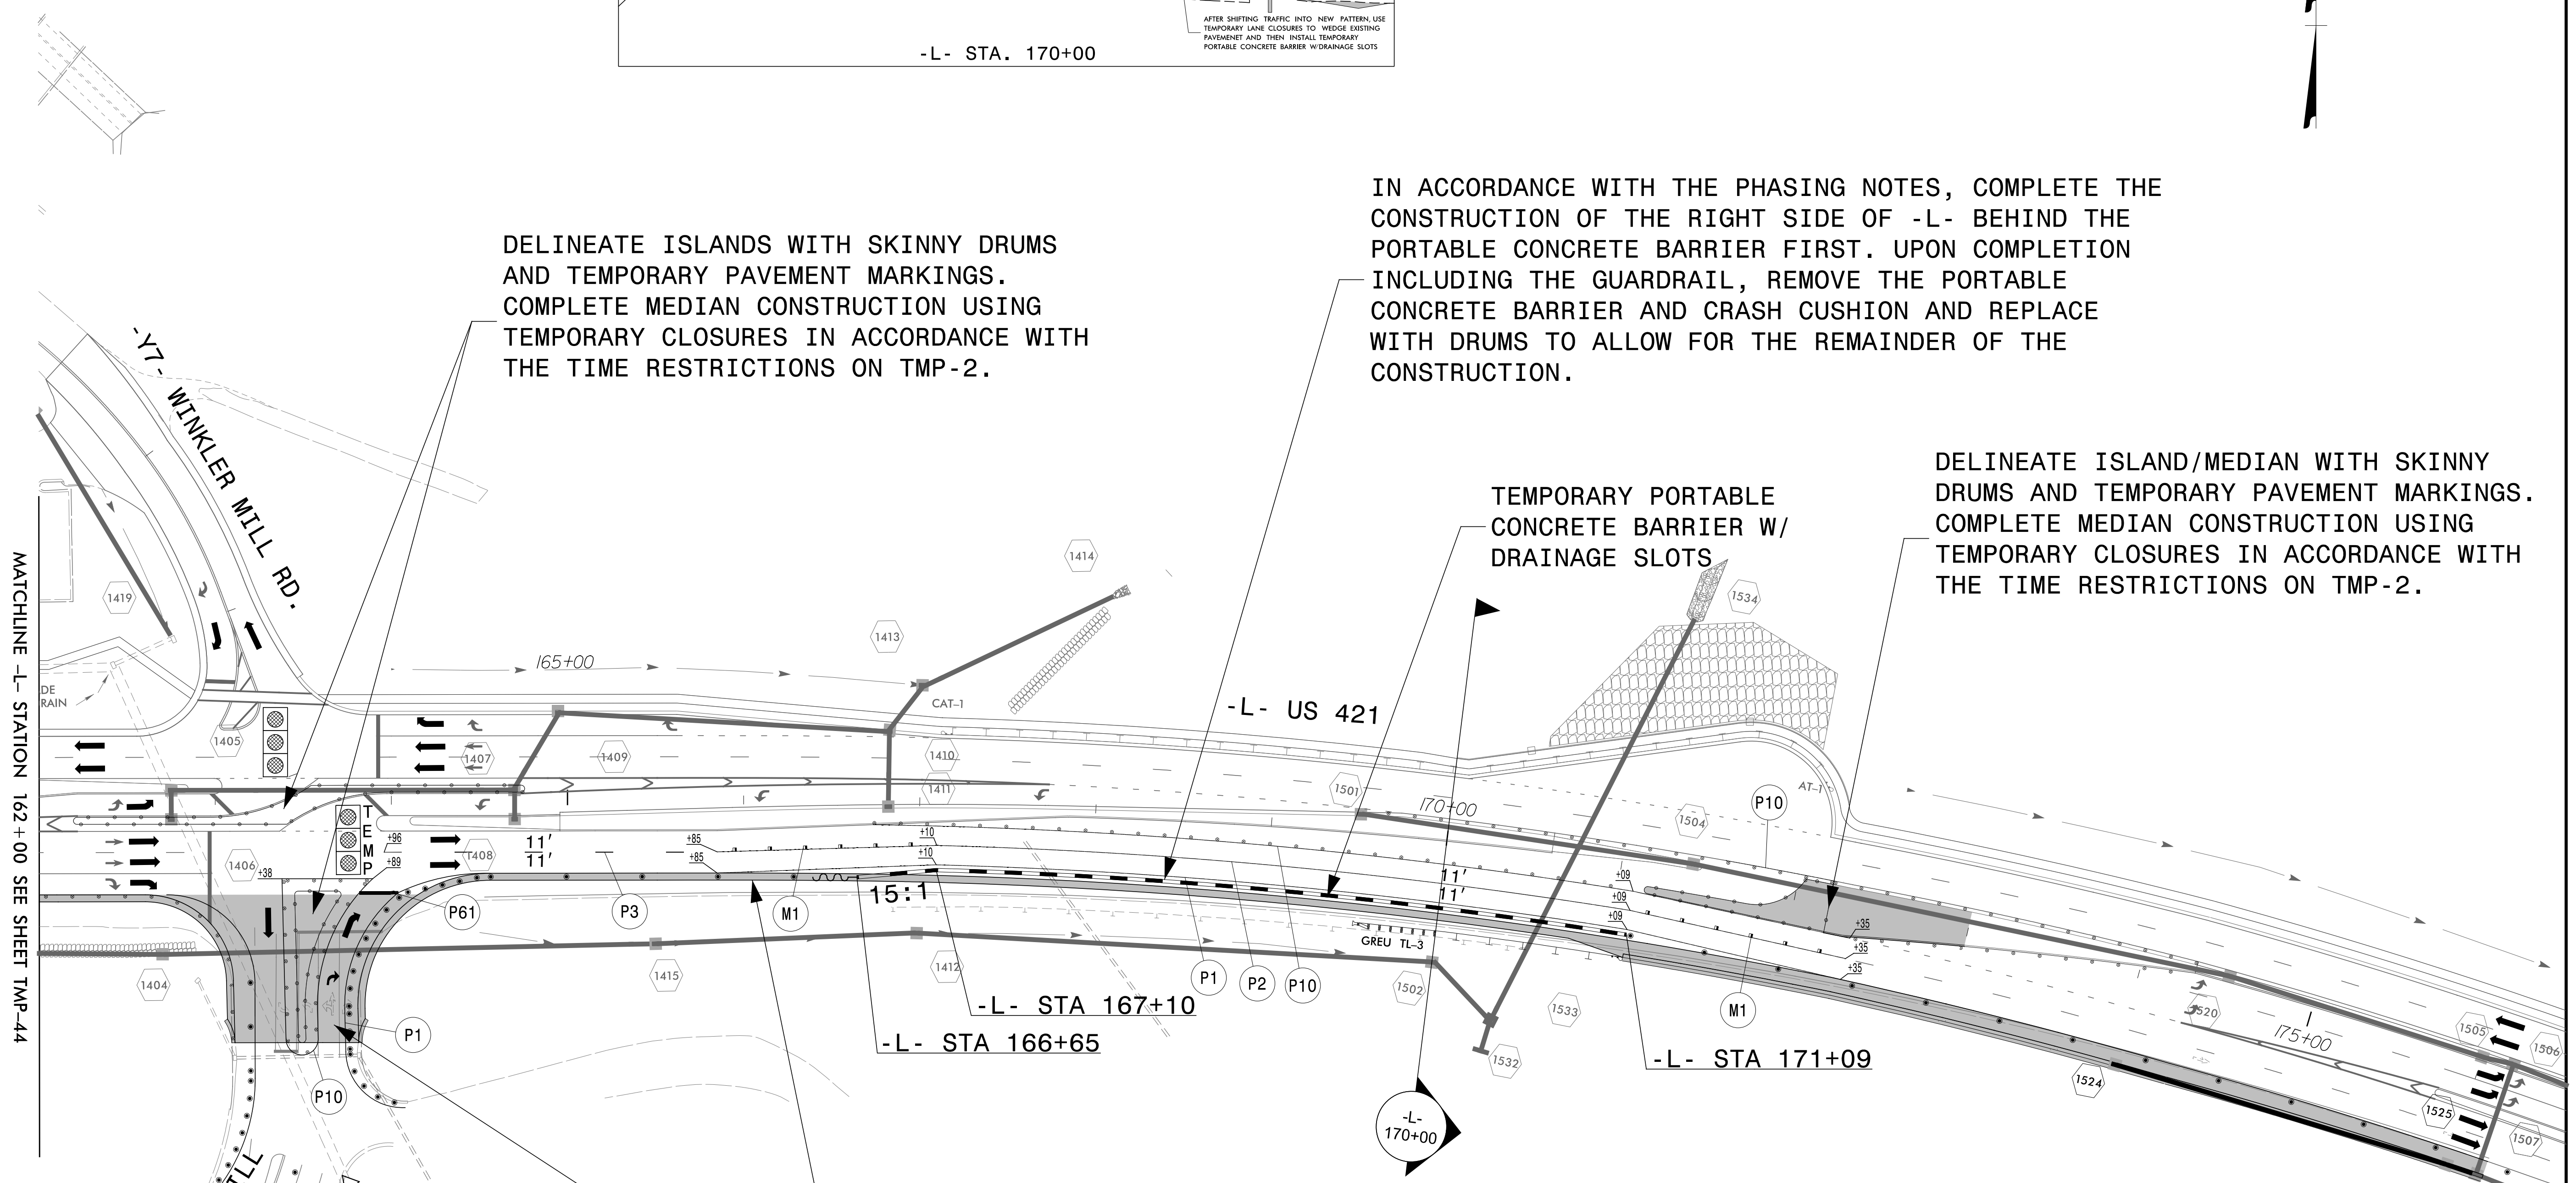 AFTER SHIFTING TRAFFIC INTO NEW PATTERN, USE
TEMPORARY LANE CLOSURES TO WEDGE EXISTING
PAVEMENET AND THEN INSTALL TEMPORARY
PORTABLE CONCRETE BARRIER W/DRAINAGE SLOTS
-L- STA. 170+00
IN ACCORDANCE WITH THE PHASING NOTES, COMPLETE THE
CONSTRUCTION OF THE RIGHT SIDE OF -L- BEHIND THE
PORTABLE CONCRETE BARRIER FIRST. UPON COMPLETION
INCLUDING THE GUARDRAIL, REMOVE THE PORTABLE
CONCRETE BARRIER AND CRASH CUSHION AND REPLACE
WITH DRUMS TO ALLOW FOR THE REMAINDER OF THE
CONSTRUCTION.
DELINEATE ISLANDS WITH SKINNY DRUMS
AND TEMPORARY PAVEMENT MARKINGS.
COMPLETE MEDIAN CONSTRUCTION USING
TEMPORARY CLOSURES IN ACCORDANCE WITH
THE TIME RESTRICTIONS ON TMP-2.
DELINEATE ISLAND/MEDIAN WITH SKINNY
DRUMS AND TEMPORARY PAVEMENT MARKINGS.
COMPLETE MEDIAN CONSTRUCTION USING
TEMPORARY CLOSURES IN ACCORDANCE WITH
THE TIME RESTRICTIONS ON TMP-2.
TEMPORARY PORTABLE
CONCRETE BARRIER W/
DRAINAGE SLOTS
-Y7- WINKLER MILL RD.
MATCHLINE -L- STATION 162+00 SEE SHEET TMP-44
1419
1414
1534
1413
165+00
DE
RAIN
CAT-1
-L- US 421
1405
1407
1409
1410
1411
1501
170+00
1504
P10
AT-1
TEMP
+96
+89
+38
1406
1408
11'
11'
+85
+85
+10
+10
15:1
11'
11'
+09
+09
+09
+35
+35
+35
P61
P3
M1
GREU TL-3
1404
1415
1412
P1
P2
P10
1502
1533
M1
1520
175+00
1505
1506
-L- STA 167+10
-L- STA 166+65
P1
P10
1532
-L- STA 171+09
1524
1525
1507
-L-
170+00
ILL